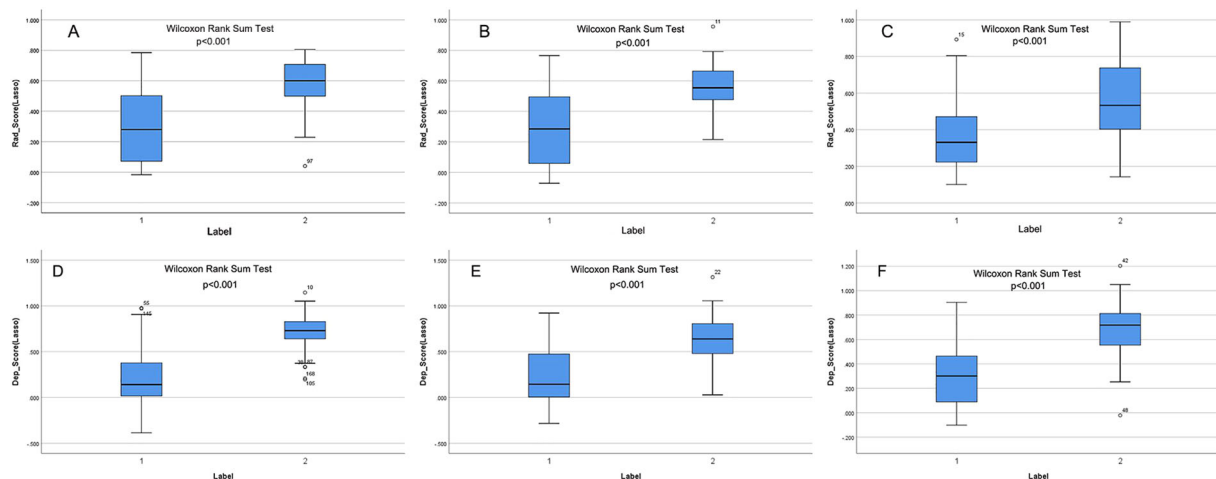 A
Wilcoxon Rank Sum Test
p<0.001
1.000
.800
.600
.400
.200
.000
-.200
Rad_Score(Lasso)
97
1
2
Label
B
Wilcoxon Rank Sum Test
p<0.001
1.000
.800
.600
.400
.200
.000
-.200
Rad_Score(Lasso)
11
1
2
Label
C
Wilcoxon Rank Sum Test
p<0.001
1.000
.800
.600
.400
.200
.000
Rad_Score(Lasso)
15
1
2
Label
D
Wilcoxon Rank Sum Test
p<0.001
1.500
1.000
.500
.000
-.500
Dep_Score(Lasso)
55
145
10
168
105
1
2
Label
E
Wilcoxon Rank Sum Test
p<0.001
1.500
1.000
.500
.000
-.500
Dep_Score(Lasso)
22
1
2
Label
F
Wilcoxon Rank Sum Test
p<0.001
1.200
1.000
.800
.600
.400
.200
.000
-.200
Dep_Score(Lasso)
42
48
1
2
Label